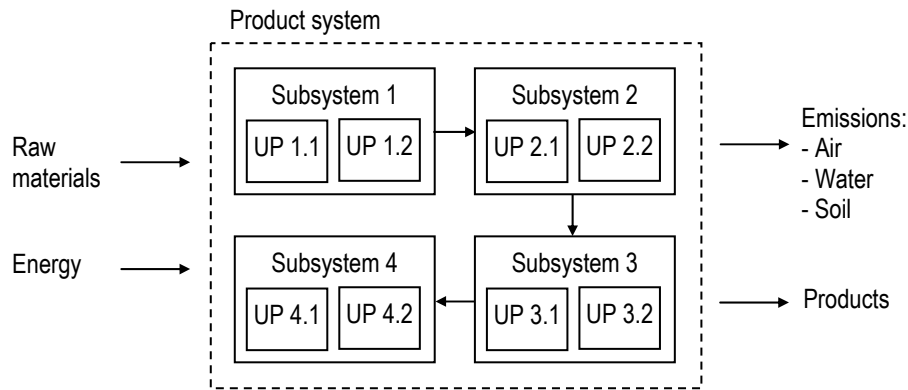 Product system
Subsystem 1
UP 1.1
UP 1.2
Subsystem 2
UP 2.1
UP 2.2
Raw
materials
Emissions:
- Air
- Water
- Soil
Energy
Subsystem 4
UP 4.1
UP 4.2
Subsystem 3
UP 3.1
UP 3.2
Products